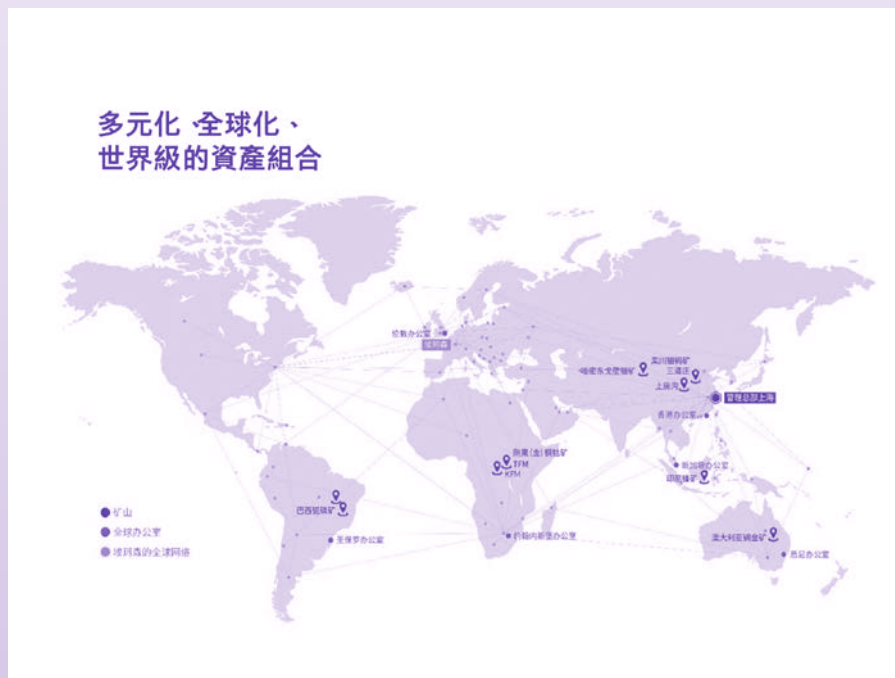 多元化、全球化、
世界級的資產組合
伦敦办公室
埃珂森
栾川钼钨矿
三道庄
哈密东戈壁钼矿
上房沟
管理总部上海
香港办公室
刚果(金)铜钴矿
TFM
KFM
新加坡办公室
印尼镍矿
巴西铌磷矿
矿山
圣保罗办公室
约翰内斯堡办公室
澳大利亚铜金矿
悉尼办公室
全球办公室
埃珂森的全球网络